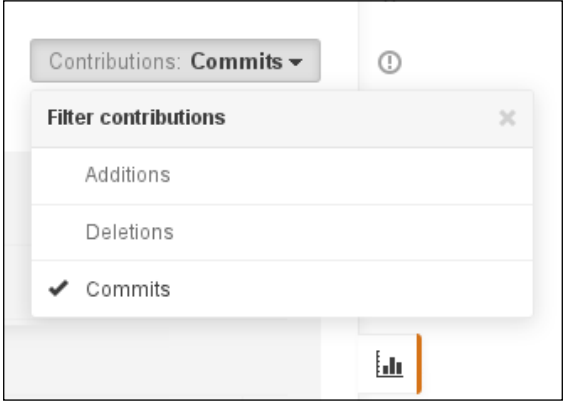 Contributions: Commits
Filter contributions
Additions
Deletions
Commits